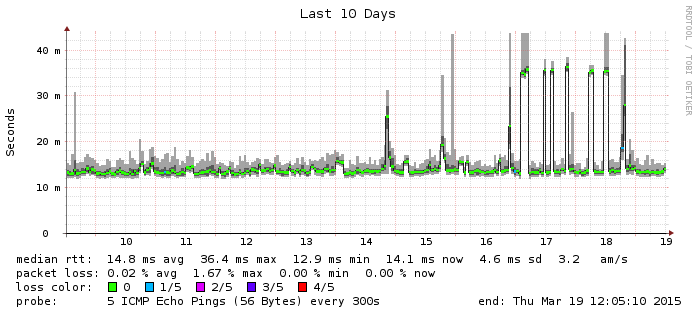 Last 10 Days
RRDTOOL / TOBI OETIKER
Seconds
40 m
30 m
20 m
10 m
0
10 11 12 13 14 15 16 17 18 19
median rtt: 14.8 ms avg 36.4 ms max 12.9 ms min 14.1 ms now 4.6 ms sd 3.2 am/s
packet loss: 0.02 % avg 1.67 % max 0.00 % min 0.00 % now
loss color: 0 1/5 2/5 3/5 4/5
probe: 5 ICMP Echo Pings (56 Bytes) every 300s end: Thu Mar 19 12:05:10 2015